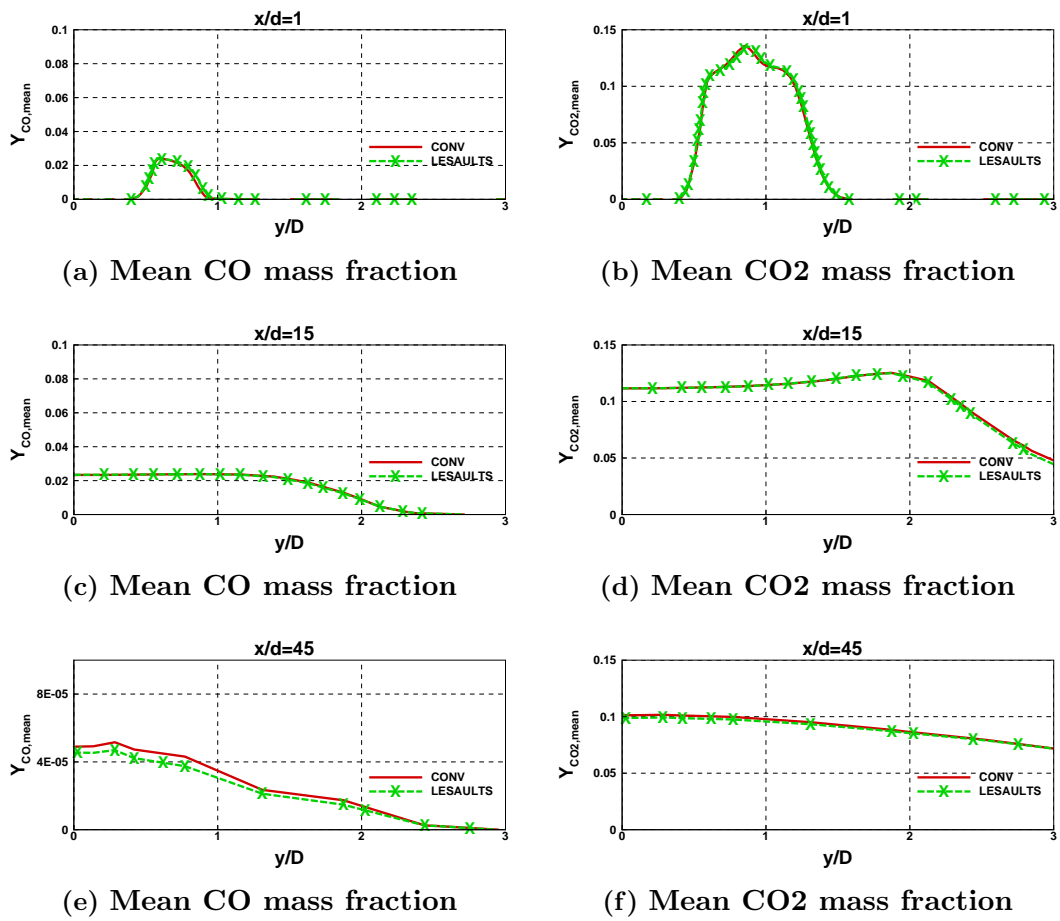 x/d=1
0.1
0.08
0.06
0.04
0.02
0
Y_CO,mean
CONV
LESAULTS
0 1 2 3
y/D
(a) Mean CO mass fraction
x/d=1
0.15
0.1
0.05
0
Y_CO2,mean
CONV
LESAULTS
0 1 2 3
y/D
(b) Mean CO2 mass fraction
x/d=15
0.1
0.08
0.06
0.04
0.02
0
Y_CO,mean
CONV
LESAULTS
0 1 2 3
y/D
(c) Mean CO mass fraction
x/d=15
0.15
0.1
0.05
0
Y_CO2,mean
CONV
LESAULTS
0 1 2 3
y/D
(d) Mean CO2 mass fraction
x/d=45
8E-05
4E-05
0
Y_CO,mean
CONV
LESAULTS
0 1 2 3
y/D
(e) Mean CO mass fraction
x/d=45
0.15
0.1
0.05
0
Y_CO2,mean
CONV
LESAULTS
0 1 2 3
y/D
(f) Mean CO2 mass fraction